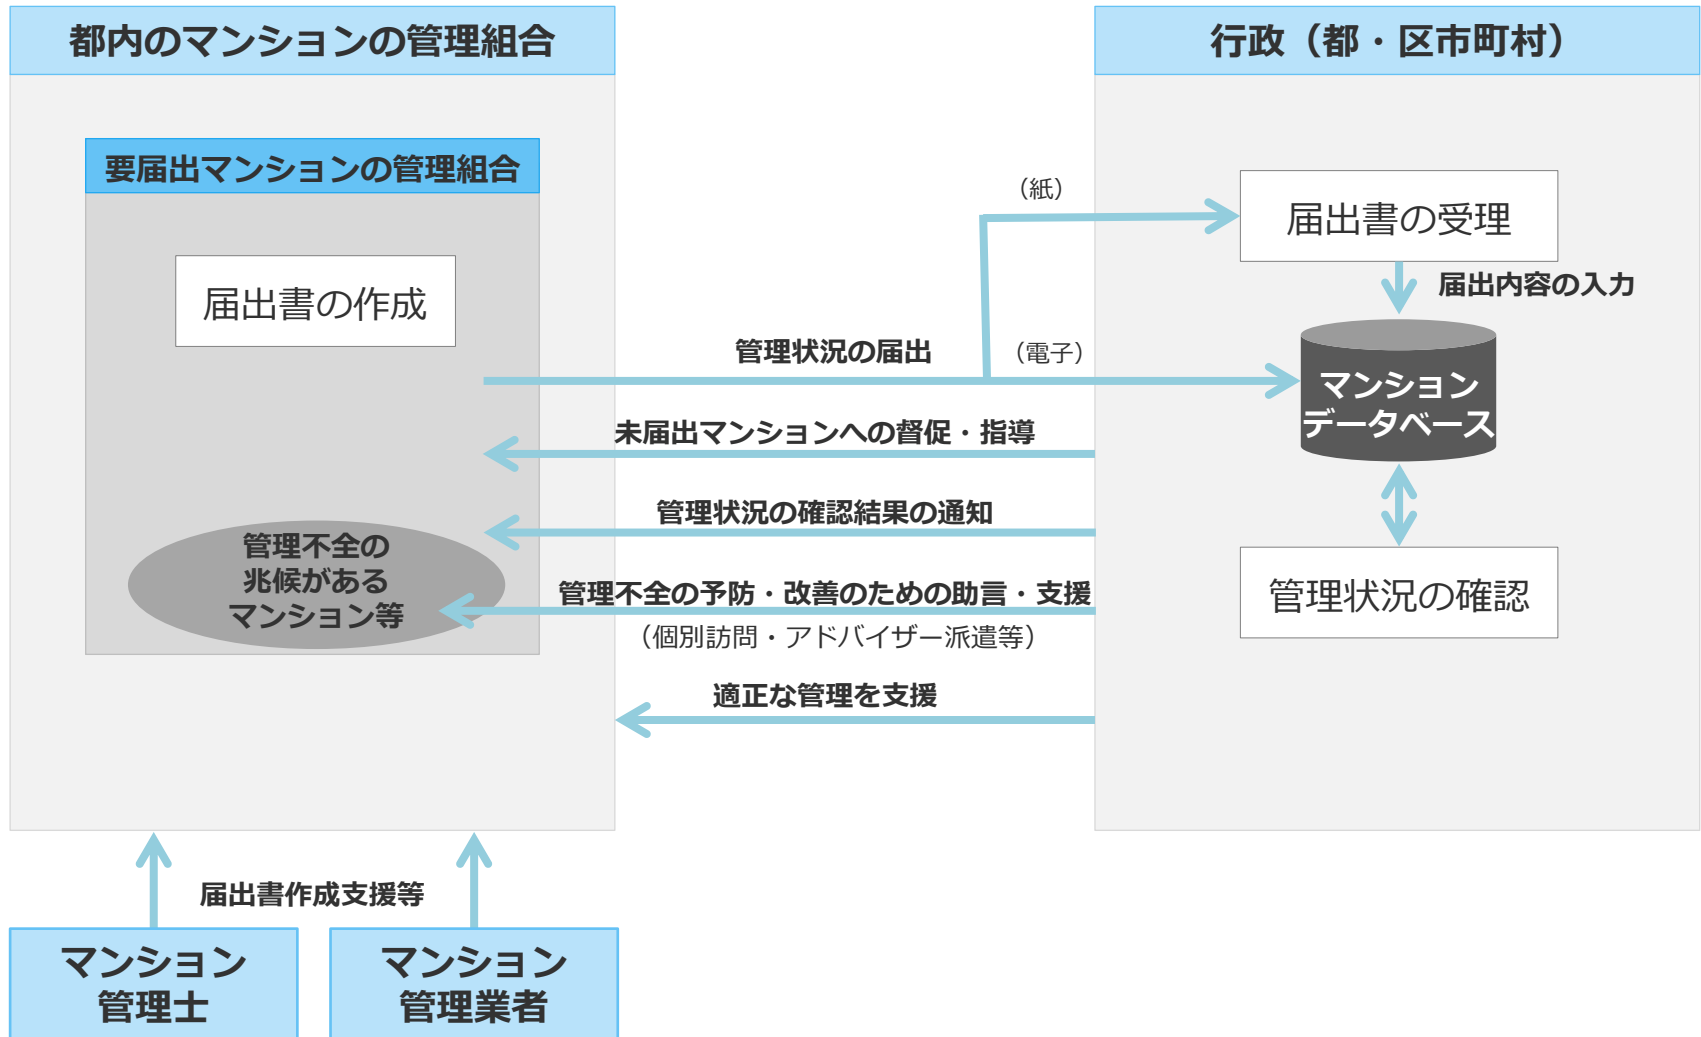 都内のマンションの管理組合
行政（都・区市町村）
要届出マンションの管理組合
届出書の作成
（紙）
届出書の受理
届出内容の入力
管理状況の届出
（電子）
マンション
データベース
未届出マンションへの督促・指導
管理状況の確認結果の通知
管理不全の
兆候がある
マンション等
管理不全の予防・改善のための助言・支援
（個別訪問・アドバイザー派遣等）
管理状況の確認
適正な管理を支援
届出書作成支援等
マンション
管理士
マンション
管理業者